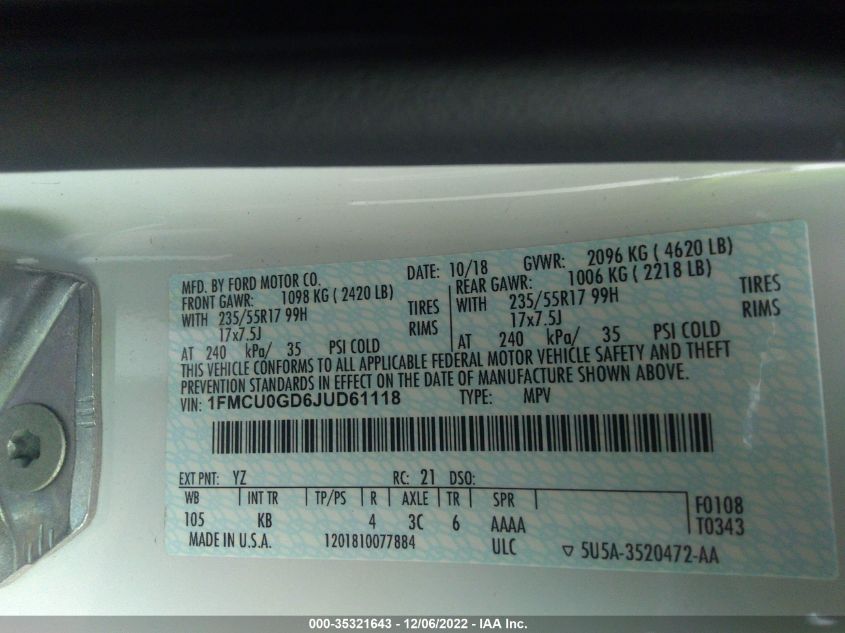 MFD. BY FORD MOTOR CO.
DATE: 10/18 GVWR: 2096 KG ( 4620 LB)
FRONT GAWR: 1098 KG ( 2420 LB)
REAR GAWR: 1006 KG ( 2218 LB)
WITH 235/55R17 99H TIRES
WITH 235/55R17 99H TIRES
17x7.5J RIMS
17x7.5J RIMS
AT 240 kPa/ 35 PSI COLD
AT 240 kPa/ 35 PSI COLD
THIS VEHICLE CONFORMS TO ALL APPLICABLE FEDERAL MOTOR VEHICLE SAFETY AND THEFT
PREVENTION STANDARDS IN EFFECT ON THE DATE OF MANUFACTURE SHOWN ABOVE.
VIN: 1FMCU0GD6JUD61118 TYPE: MPV
EXT PNT: YZ RC: 21 DSO:
WB INT TR TP/PS R AXLE TR SPR
105 KB 4 3C 6 AAAA
F0108
T0343
MADE IN U.S.A. 1201810077884 ULC ▽ 5U5A-3520472-AA
000-35321643 - 12/06/2022 - IAA Inc.